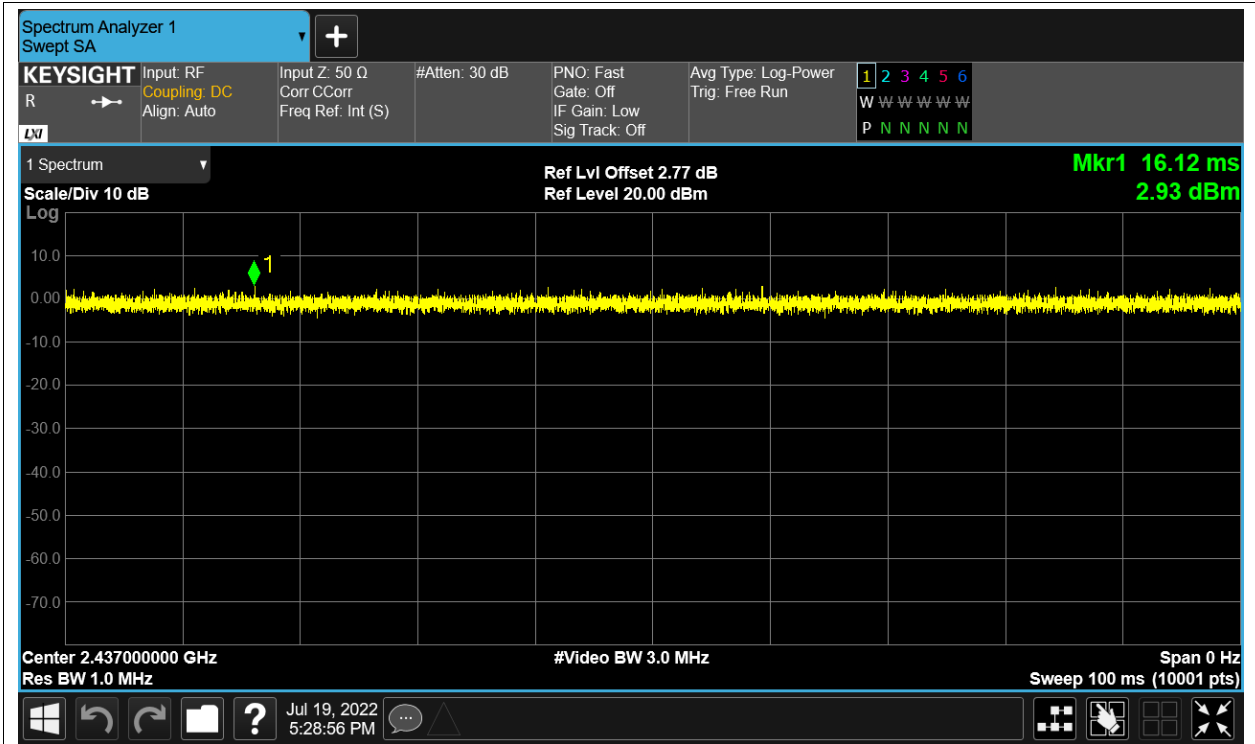 Spectrum Analyzer 1
Swept SA
KEYSIGHT
R
LXI
Input: RF
Coupling: DC
Align: Auto
Input Z: 50 Ω
Corr CCorr
Freq Ref: Int (S)
#Atten: 30 dB
PNO: Fast
Gate: Off
IF Gain: Low
Sig Track: Off
Avg Type: Log-Power
Trig: Free Run
1 2 3 4 5 6
W W W W W W
P N N N N N
1 Spectrum
Scale/Div 10 dB
Log
Ref Lvl Offset 2.77 dB
Ref Level 20.00 dBm
Mkr1 16.12 ms
2.93 dBm
1
10.0
0.00
-10.0
-20.0
-30.0
-40.0
-50.0
-60.0
-70.0
Center 2.437000000 GHz
Res BW 1.0 MHz
#Video BW 3.0 MHz
Span 0 Hz
Sweep 100 ms (10001 pts)
?
Jul 19, 2022
5:28:56 PM